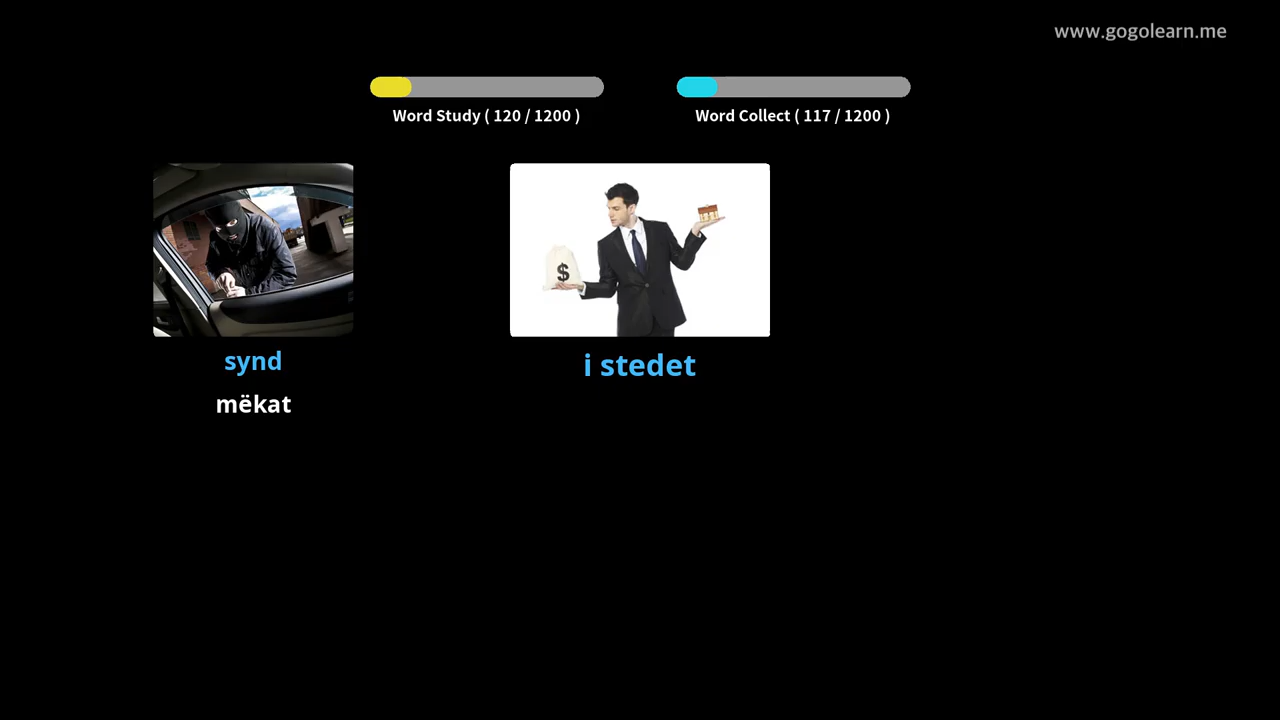 www.gogolearn.me
Word Study ( 120 / 1200 )
Word Collect ( 117 / 1200 )
$
synd
mëkat
i stedet